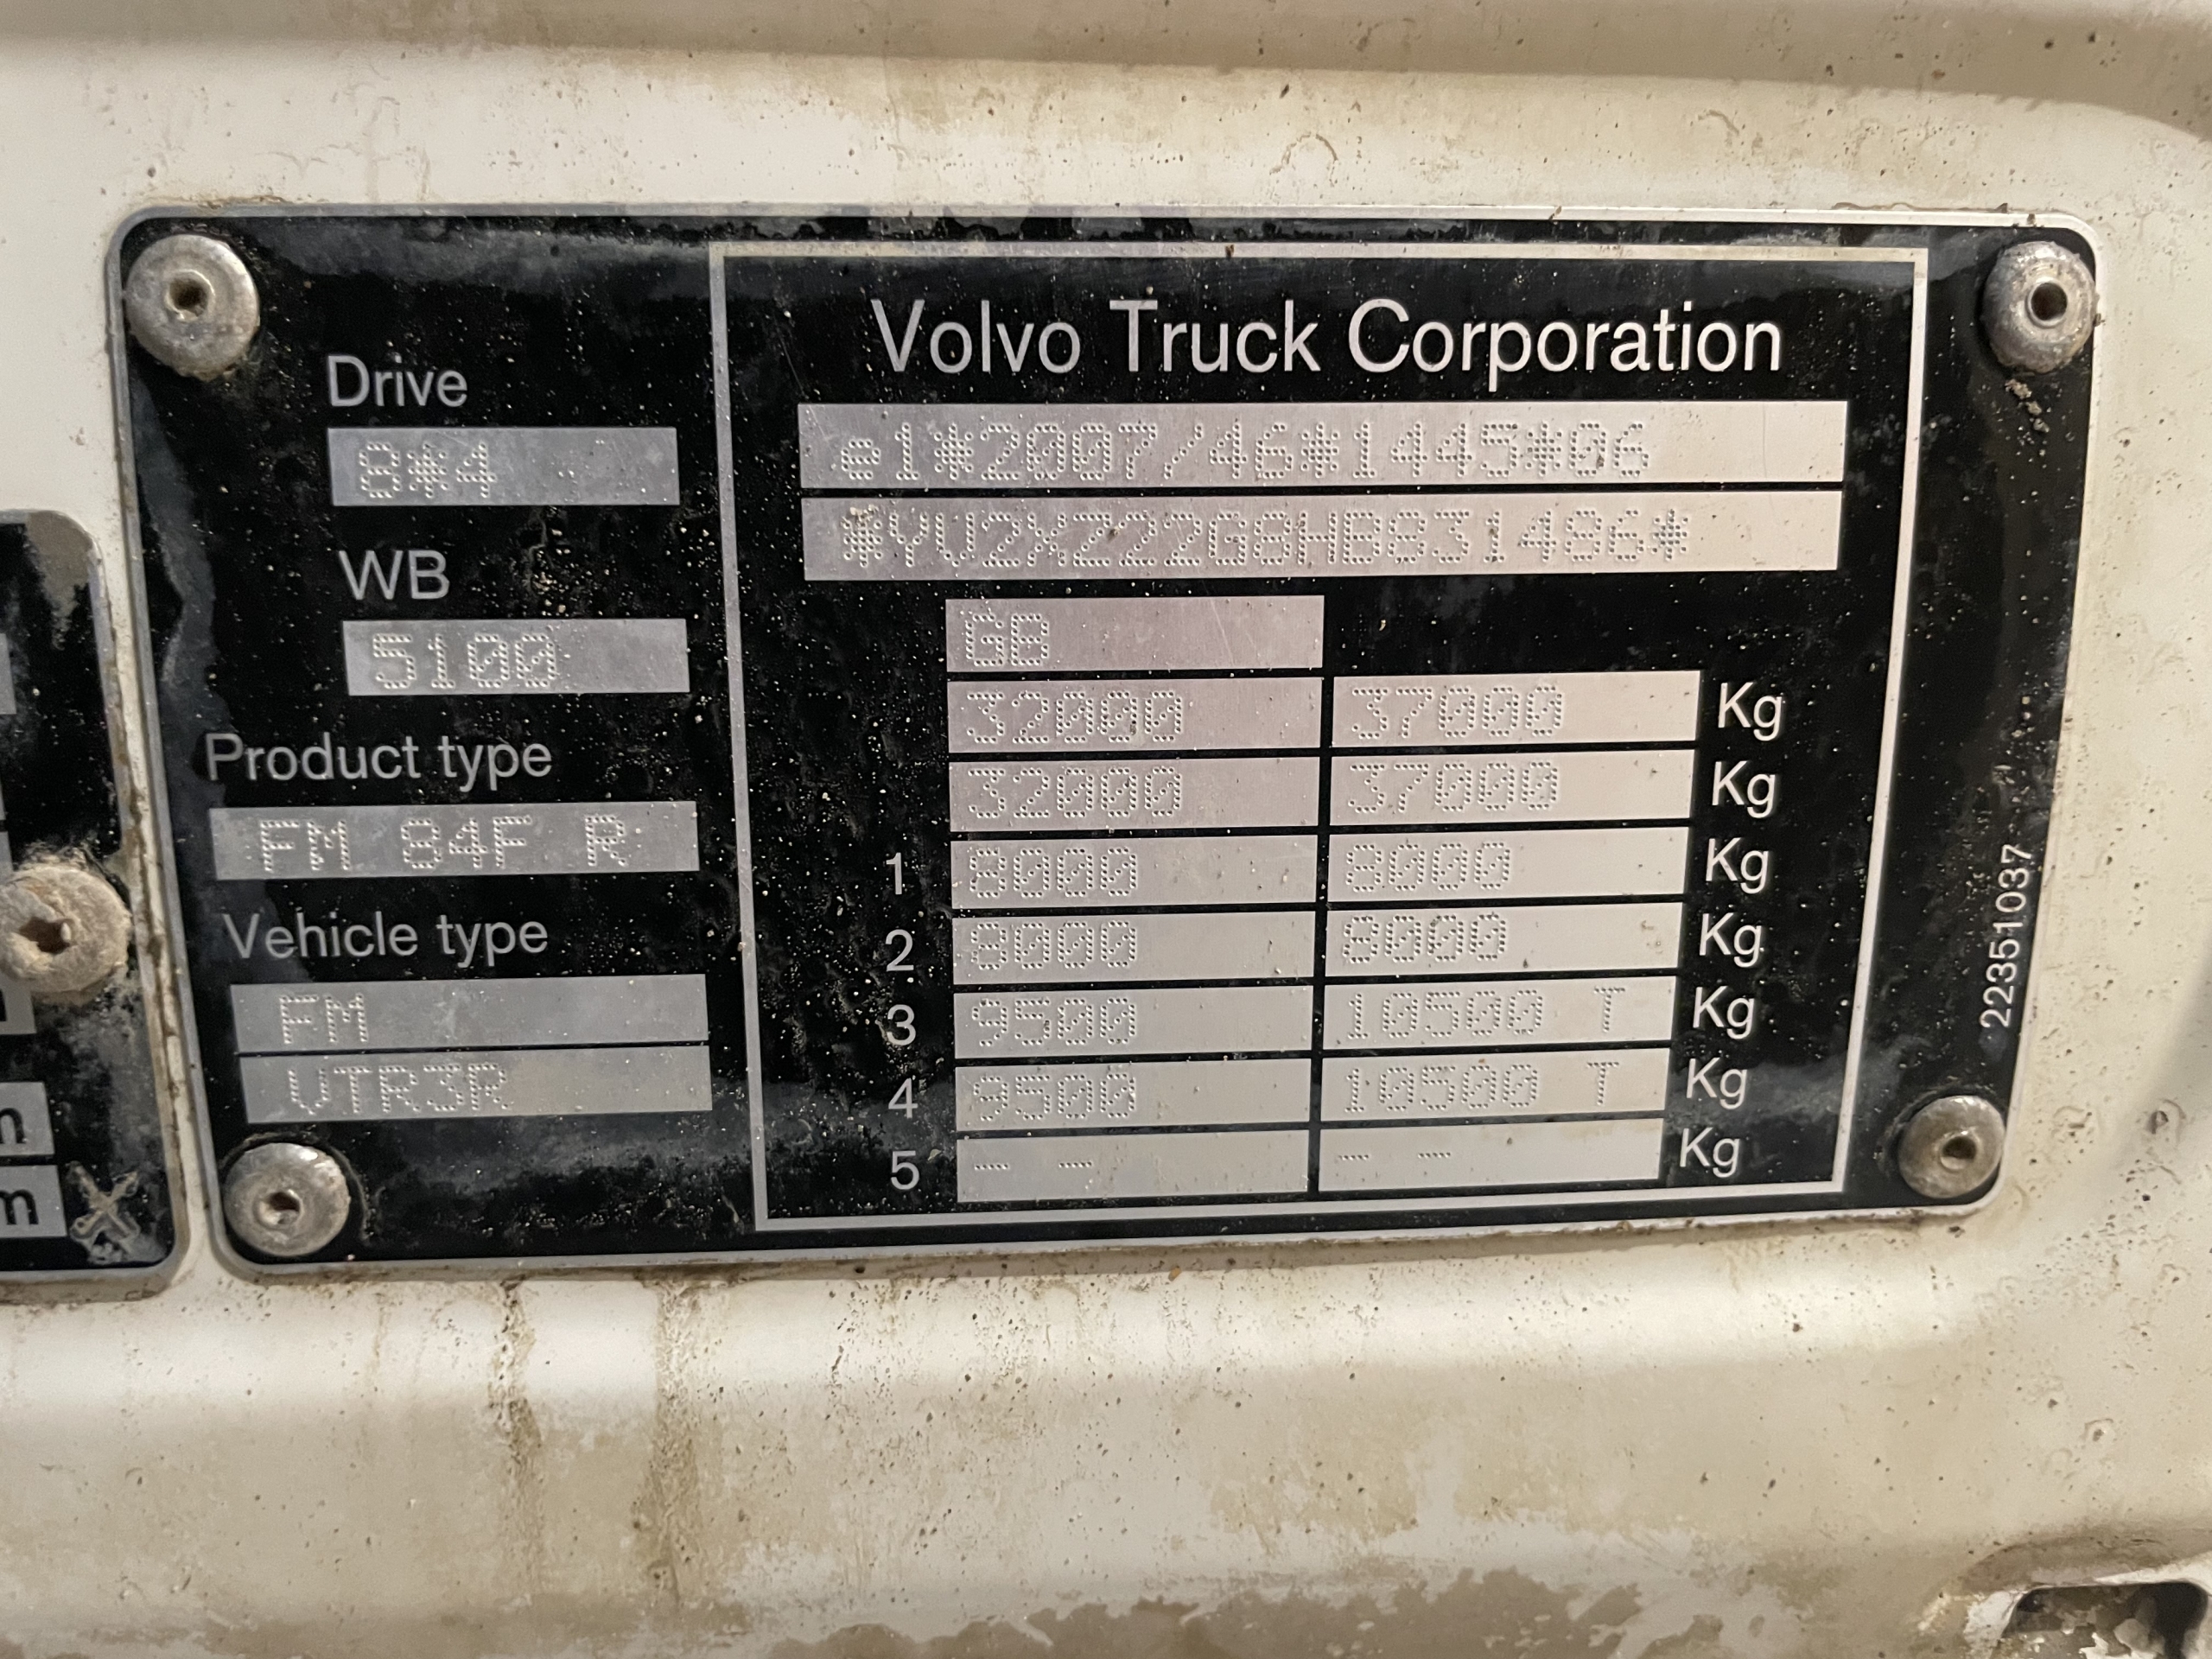 Drive
8*4
WB
5100
Product type
FM 84F R
Vehicle type
FM
VTR3R
Volvo Truck Corporation
e1*2007/46*1445*06
*YV2XZ22G8HB831486*
GB
32000 37000 Kg
32000 37000 Kg
1 8000 8000 Kg
2 8000 8000 Kg
3 9500 10500 T Kg
4 9500 10500 T Kg
5 - - - - Kg
22351037
m
m